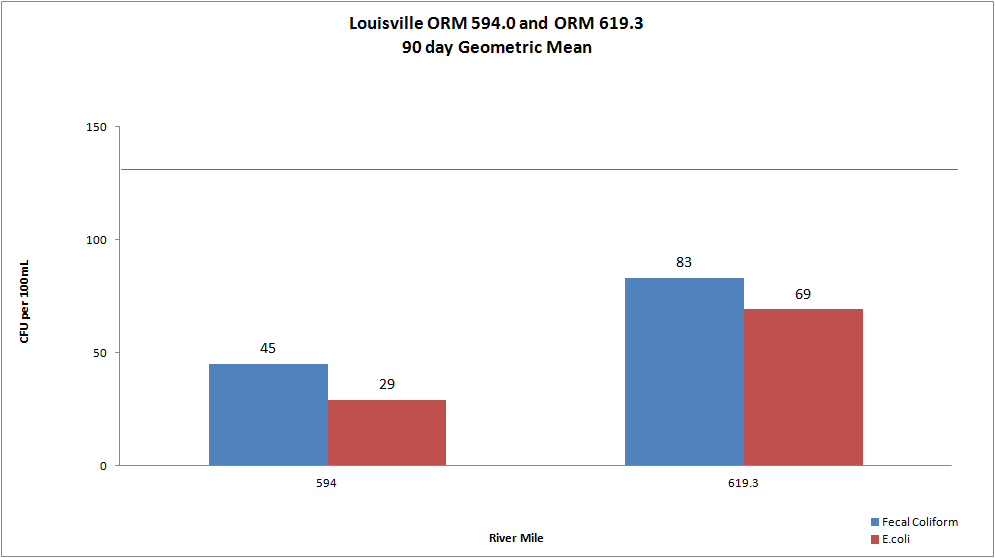 Louisville ORM 594.0 and ORM 619.3
90 day Geometric Mean
150
100
50
0
CFU per 100mL
45
29
83
69
594
619.3
River Mile
Fecal Coliform
E.coli